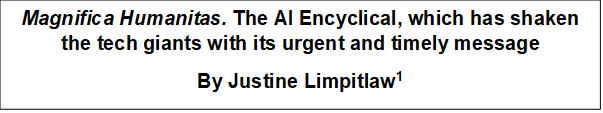 Magnifica Humanitas. The AI Encyclical, which has shaken
the tech giants with its urgent and timely message
By Justine Limpitlaw¹